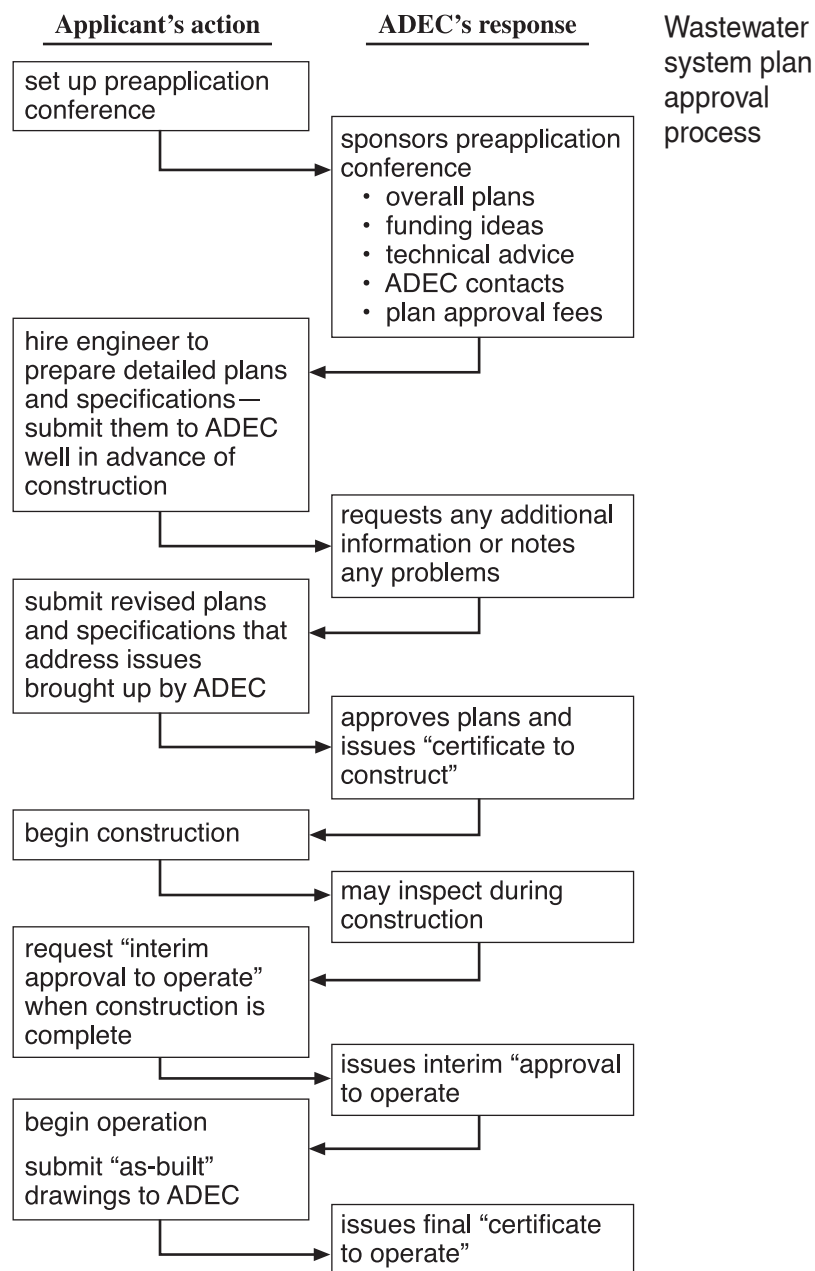 Applicant's action
ADEC's response
Wastewater
system plan
approval
process
set up preapplication
conference
sponsors preapplication
conference
• overall plans
• funding ideas
• technical advice
• ADEC contacts
• plan approval fees
hire engineer to
prepare detailed plans
and specifications—
submit them to ADEC
well in advance of
construction
requests any additional
information or notes
any problems
submit revised plans
and specifications that
address issues
brought up by ADEC
approves plans and
issues “certificate to
construct”
begin construction
may inspect during
construction
request “interim
approval to operate”
when construction is
complete
issues interim “approval
to operate
begin operation
submit “as-built”
drawings to ADEC
issues final “certificate
to operate”